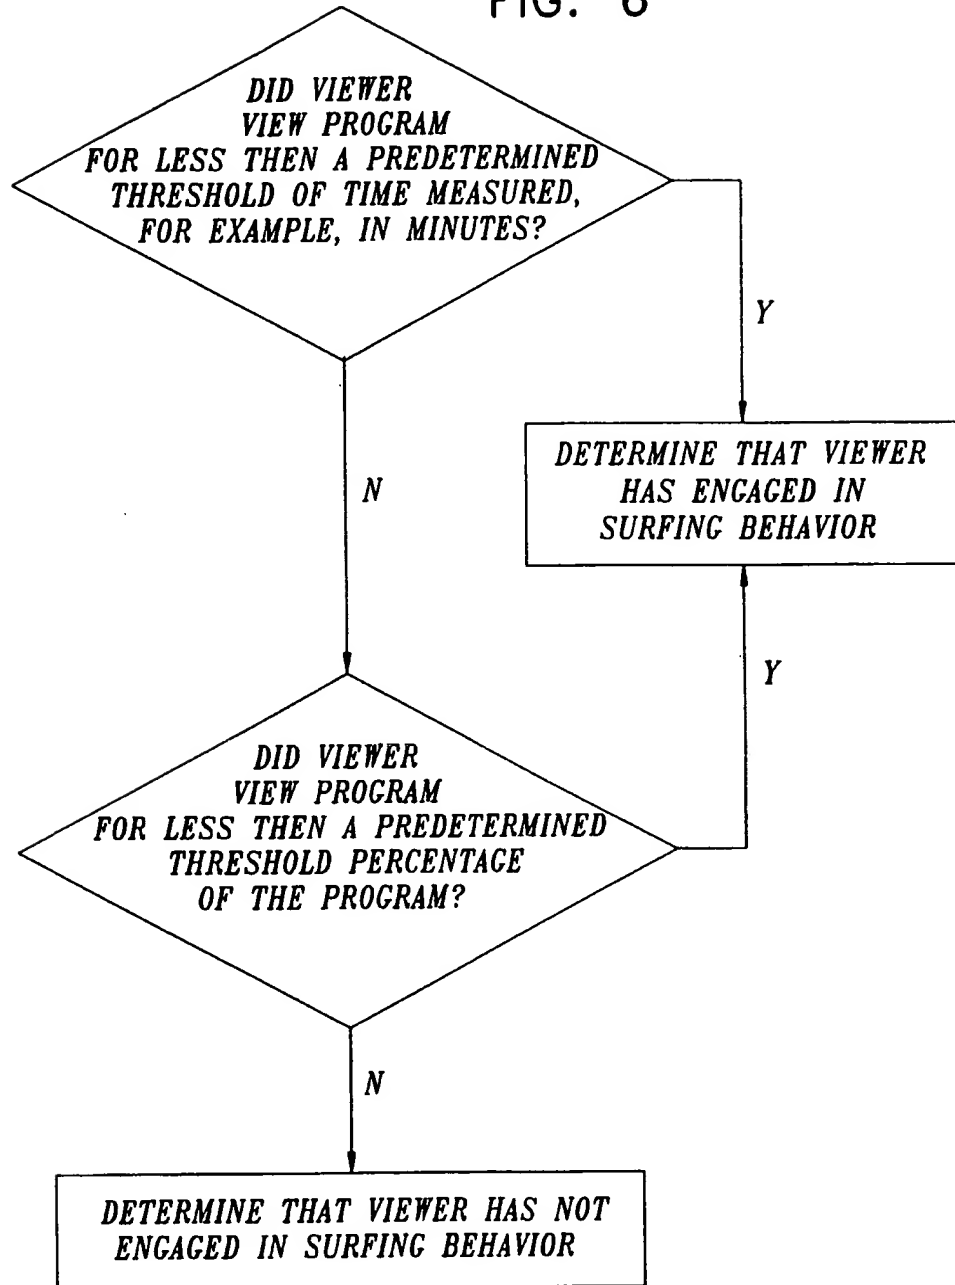 FIG. 6
DID VIEWER
VIEW PROGRAM
FOR LESS THEN A PREDETERMINED
THRESHOLD OF TIME MEASURED,
FOR EXAMPLE, IN MINUTES?
Y
N
DETERMINE THAT VIEWER
HAS ENGAGED IN
SURFING BEHAVIOR
Y
DID VIEWER
VIEW PROGRAM
FOR LESS THEN A PREDETERMINED
THRESHOLD PERCENTAGE
OF THE PROGRAM?
N
DETERMINE THAT VIEWER HAS NOT
ENGAGED IN SURFING BEHAVIOR